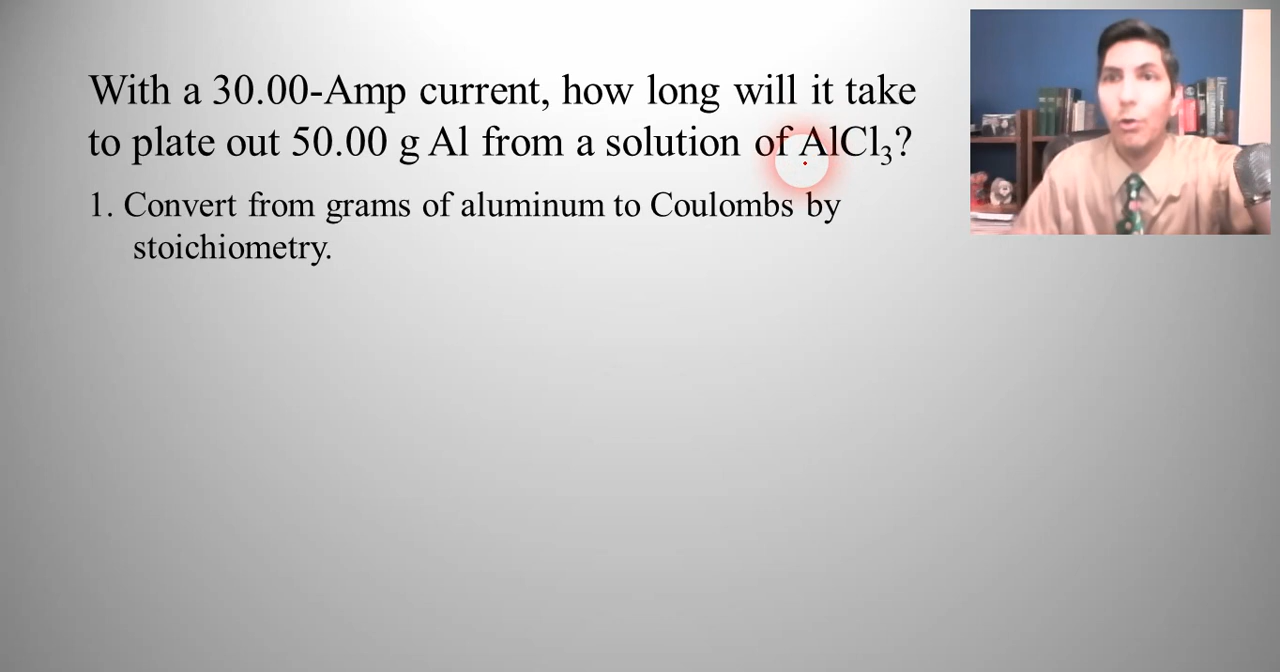 With a 30.00-Amp current, how long will it take
to plate out 50.00 g Al from a solution of AlCl₃?
1. Convert from grams of aluminum to Coulombs by
stoichiometry.